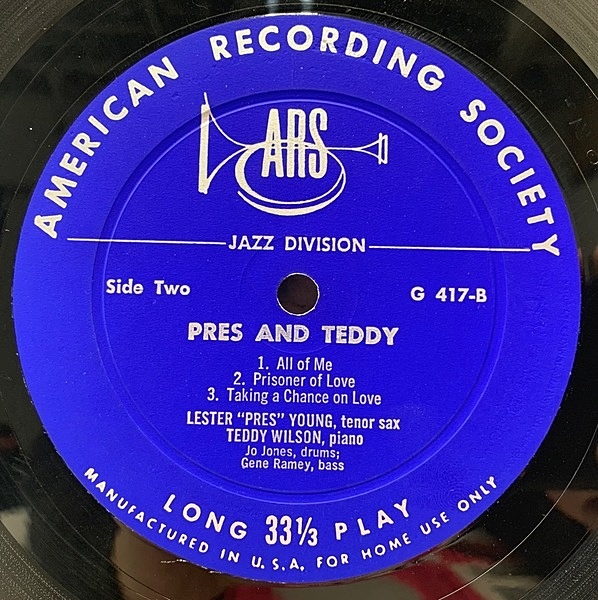 AMERICAN RECORDING SOCIETY
ARS
JAZZ DIVISION
Side Two
G 417-B
PRES AND TEDDY
1. All of Me
2. Prisoner of Love
3. Taking a Chance on Love
LESTER "PRES" YOUNG, tenor sax
TEDDY WILSON, piano
Jo Jones, drums;
Gene Ramey, bass
LONG 33⅓ PLAY
MANUFACTURED IN U.S.A. FOR HOME USE ONLY